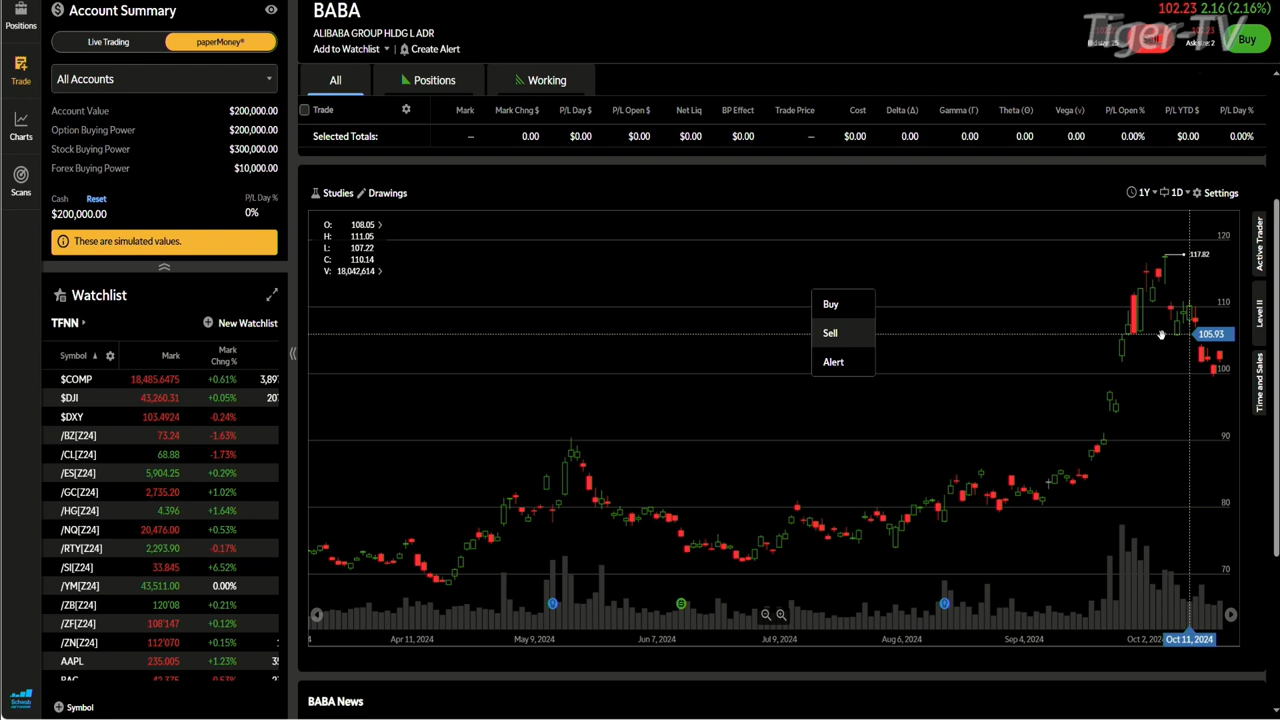 Positions
Trade
Charts
Scans
Account Summary
Live Trading
paperMoney®
All Accounts
Account Value $200,000.00
Option Buying Power $200,000.00
Stock Buying Power $300,000.00
Forex Buying Power $10,000.00
Cash Reset P/L Day %
$200,000.00 0%
These are simulated values.
Watchlist
TFNN New Watchlist
Symbol Mark Mark Chng %
$COMP 18,485.6475 +0.61% 3,89
$DJI 43,260.31 +0.05% 20
$DXY 103.4924 -0.24%
/BZ[Z24] 73.24 -1.63%
/CL[Z24] 68.88 -1.73%
/ES[Z24] 5,904.25 +0.29%
/GC[Z24] 2,735.20 +1.02%
/HG[Z24] 4.396 +1.64%
/NQ[Z24] 20,476.00 +0.53%
/RTY[Z24] 2,293.90 -0.17%
/SI[Z24] 33.845 +6.52%
/YM[Z24] 43,511.00 0.00%
/ZB[Z24] 120'08 +0.21%
/ZF[Z24] 108'147 +0.12%
/ZN[Z24] 112'070 +0.15%
AAPL 235.005 +1.23%
Symbol
Schwab
NETWORK
BABA
ALIBABA GROUP HLDG L ADR
Add to Watchlist Create Alert
102.23 2.16 (2.16%)
Tiger-TV
Ask size: 2
Buy
All Positions Working
Trade Mark Mark Chng $ P/L Day $ P/L Open $ Net Liq BP Effect Trade Price Cost Delta (Δ) Gamma (Γ) Theta (Θ) Vega (ν) P/L Open % P/L YTD $ P/L Day %
Selected Totals: — 0.00 $0.00 $0.00 $0.00 $0.00 — $0.00 0.00 0.00 0.00 0.00 0.00% $0.00 0.00%
Studies Drawings 1Y 1D Settings
O: 108.05
H: 111.05
L: 107.22
C: 110.14
V: 18,042,614
Buy
Sell
Alert
117.82
120
110
105.93
100
90
80
70
Active Trader
Level II
Time and Sales
Apr 11, 2024 May 9, 2024 Jun 7, 2024 Jul 9, 2024 Aug 6, 2024 Sep 4, 2024 Oct 2, 202 Oct 11, 2024
BABA News